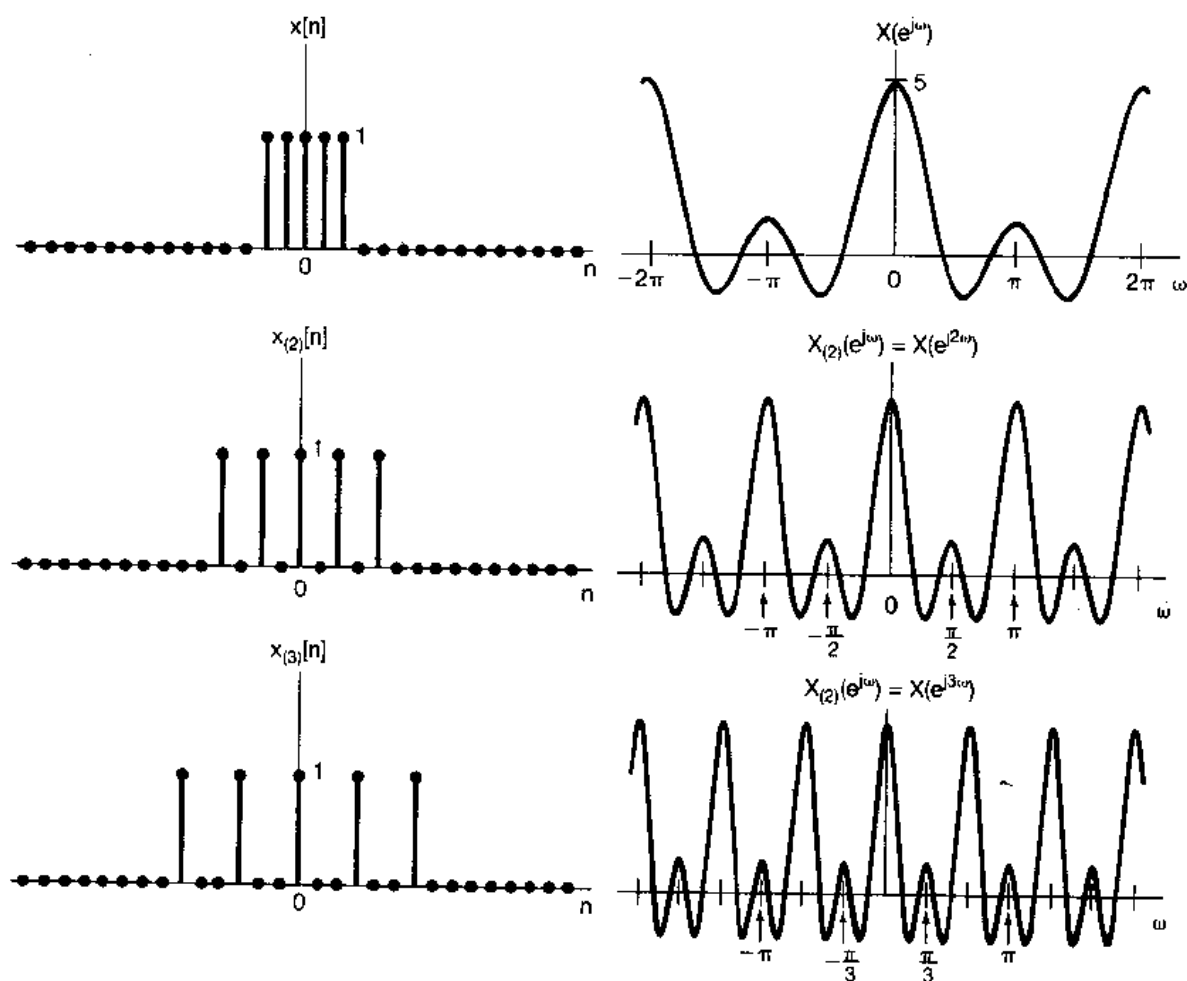 x[n]
1
0
n
X(e^{jω})
5
−2π −π 0 π 2π ω
x_{(2)}[n]
1
0
n
X_{(2)}(e^{jω}) = X(e^{j2ω})
0
ω
−π −π/2 π/2 π
x_{(3)}[n]
1
0
n
X_{(2)}(e^{jω}) = X(e^{j3ω})
ω
−π −π/3 π/3 π